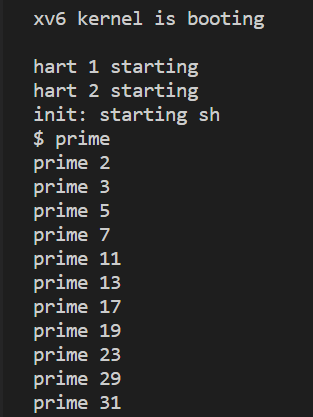 xv6 kernel is booting
hart 1 starting
hart 2 starting
init: starting sh
$ prime
prime 2
prime 3
prime 5
prime 7
prime 11
prime 13
prime 17
prime 19
prime 23
prime 29
prime 31